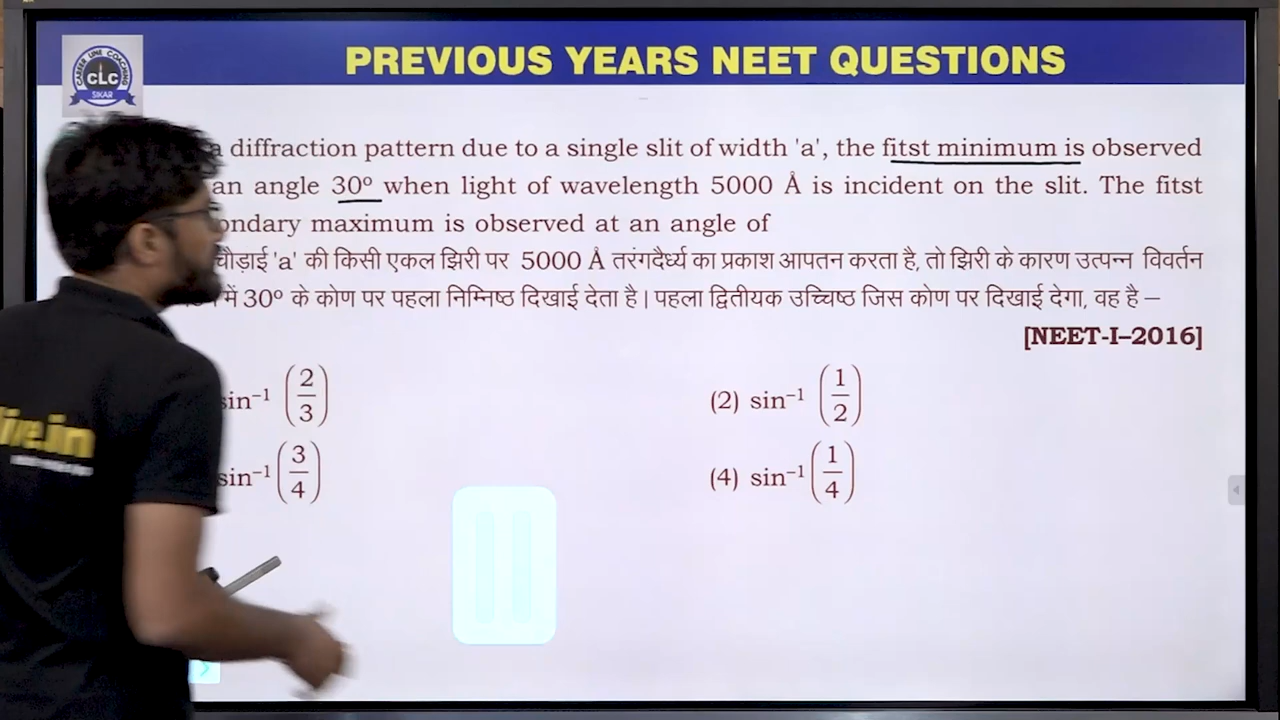 PREVIOUS YEARS NEET QUESTIONS
CAREER LINE COACHING
CLC
SIKAR
a diffraction pattern due to a single slit of width 'a', the fitst minimum is observed
an angle 30º when light of wavelength 5000 Å is incident on the slit. The fitst
ondary maximum is observed at an angle of
चौड़ाई 'a' की किसी एकल झिरी पर 5000 Å तरंगदैर्ध्य का प्रकाश आपतन करता है, तो झिरी के कारण उत्पन्न विवर्तन
में 30º के कोण पर पहला निम्निष्ठ दिखाई देता है। पहला द्वितीयक उच्चिष्ठ जिस कोण पर दिखाई देगा, वह है –
[NEET-I–2016]
sin⁻¹ (2/3) (2) sin⁻¹ (1/2)
sin⁻¹ (3/4) (4) sin⁻¹ (1/4)
live.in